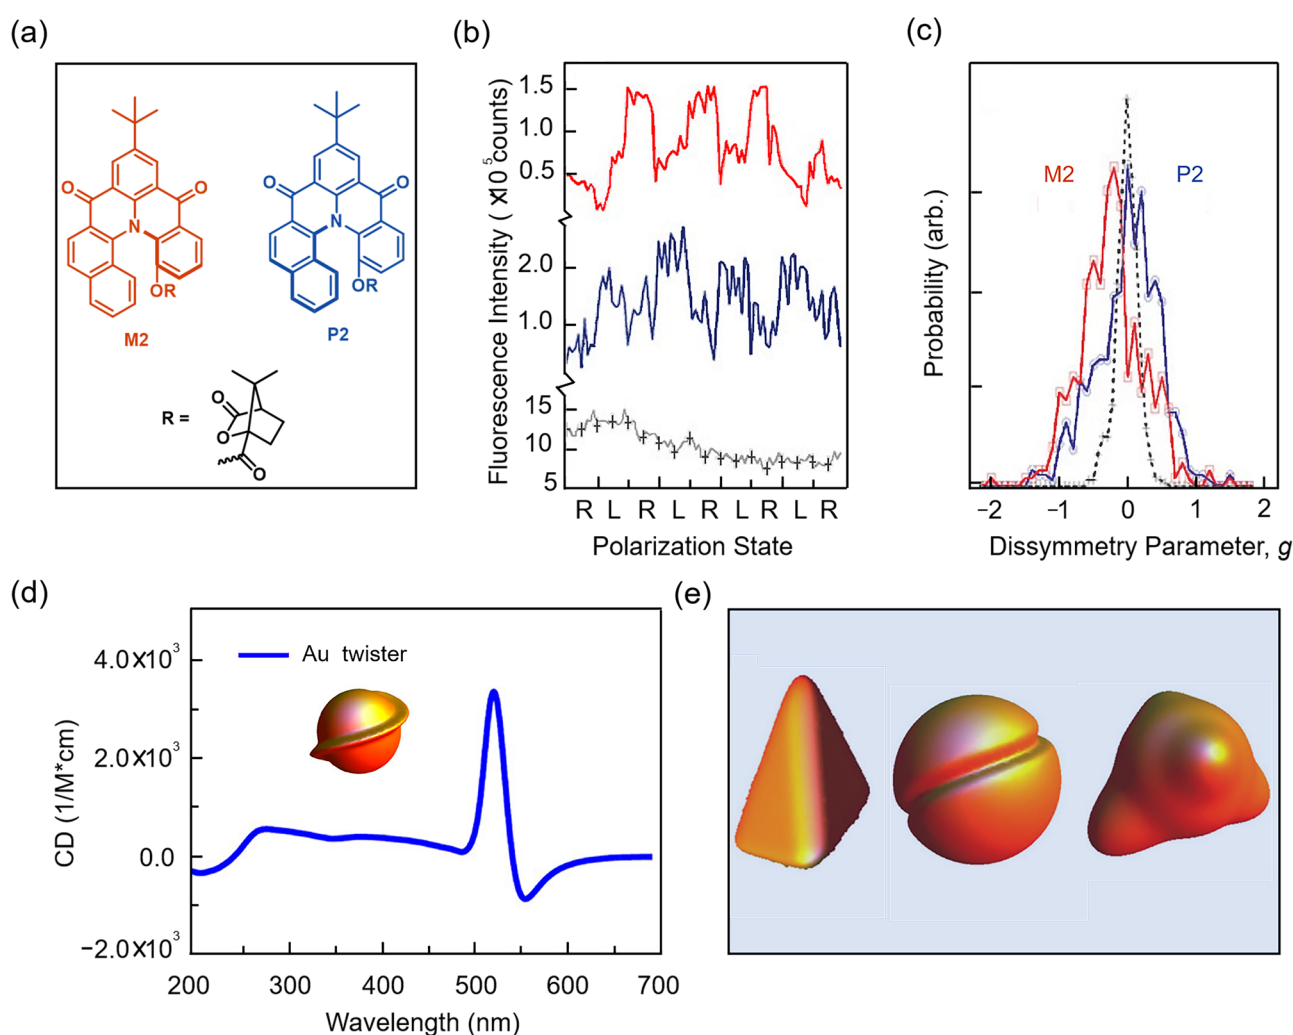 (a)
O
O
N
OR
M2
O
O
N
OR
P2
R =
O
O
O
(b)
Fluorescence Intensity ( x10⁵ counts)
1.5
1.0
0.5
2.0
1.0
15
10
5
R L R L R L R L R
Polarization State
(c)
Probability (arb.)
M2
P2
−2 −1 0 1 2
Dissymmetry Parameter, g
(d)
CD (1/M*cm)
4.0x10³
2.0x10³
0.0
−2.0x10³
Au twister
200 300 400 500 600 700
Wavelength (nm)
(e)